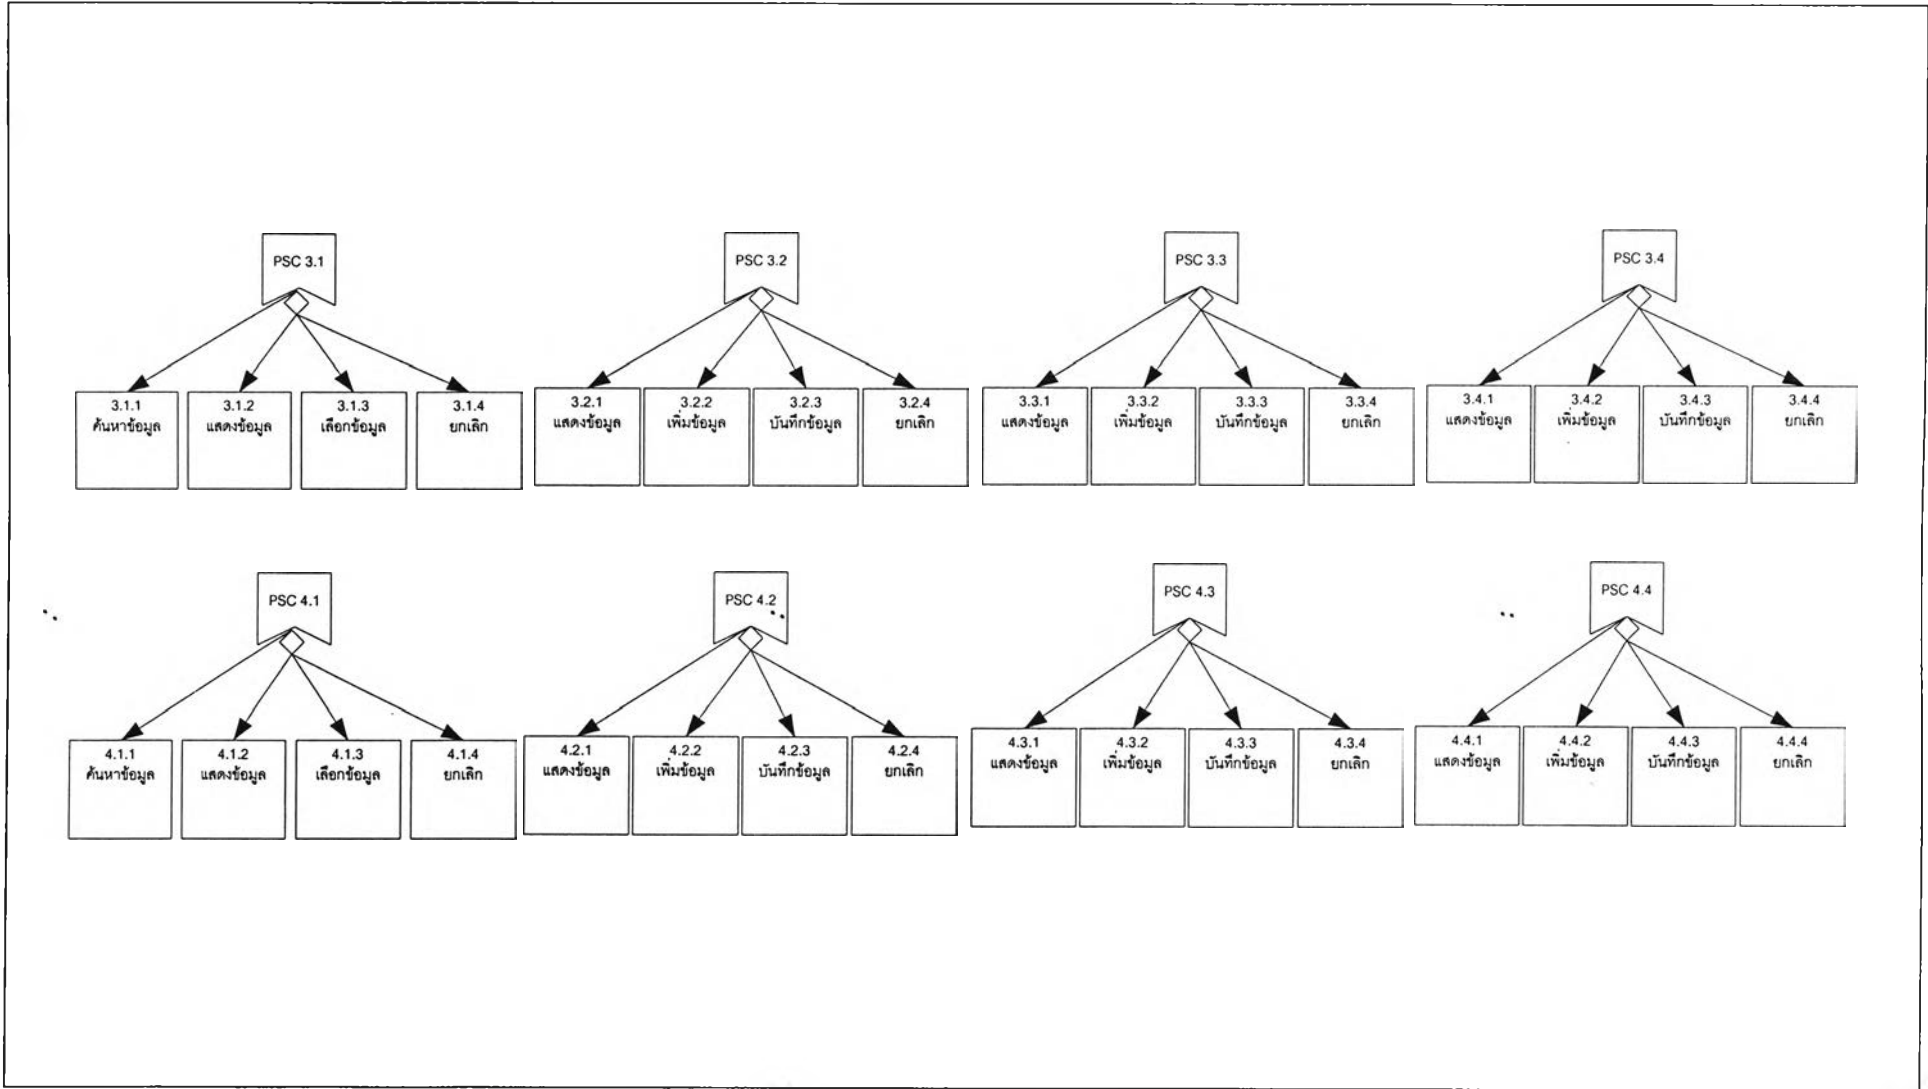 PSC 3.1
3.1.1
ค้นหาข้อมูล
3.1.2
แสดงข้อมูล
3.1.3
เลือกข้อมูล
3.1.4
ยกเลิก
PSC 3.2
3.2.1
แสดงข้อมูล
3.2.2
เพิ่มข้อมูล
3.2.3
บันทึกข้อมูล
3.2.4
ยกเลิก
PSC 3.3
3.3.1
แสดงข้อมูล
3.3.2
เพิ่มข้อมูล
3.3.3
บันทึกข้อมูล
3.3.4
ยกเลิก
PSC 3.4
3.4.1
แสดงข้อมูล
3.4.2
เพิ่มข้อมูล
3.4.3
บันทึกข้อมูล
3.4.4
ยกเลิก
PSC 4.1
4.1.1
ค้นหาข้อมูล
4.1.2
แสดงข้อมูล
4.1.3
เลือกข้อมูล
4.1.4
ยกเลิก
PSC 4.2
4.2.1
แสดงข้อมูล
4.2.2
เพิ่มข้อมูล
4.2.3
บันทึกข้อมูล
4.2.4
ยกเลิก
PSC 4.3
4.3.1
แสดงข้อมูล
4.3.2
เพิ่มข้อมูล
4.3.3
บันทึกข้อมูล
4.3.4
ยกเลิก
PSC 4.4
4.4.1
แสดงข้อมูล
4.4.2
เพิ่มข้อมูล
4.4.3
บันทึกข้อมูล
4.4.4
ยกเลิก